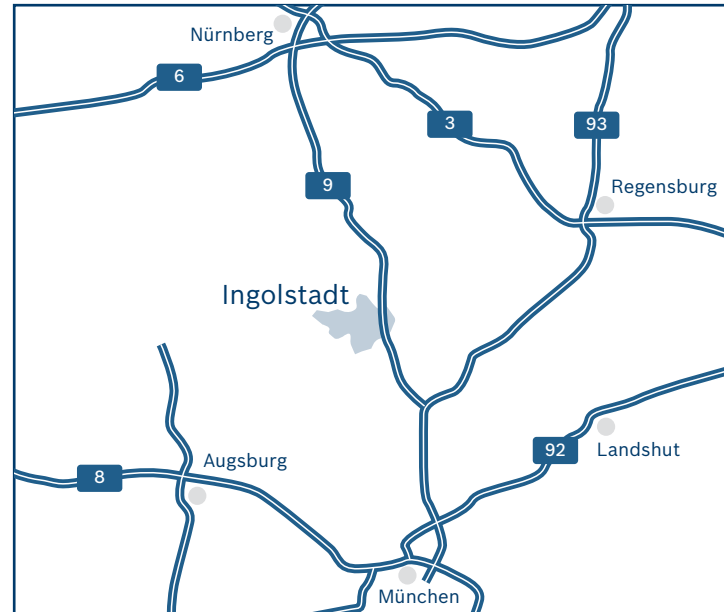 Nürnberg
6
3
93
9
Regensburg
Ingolstadt
92
Landshut
Augsburg
8
München